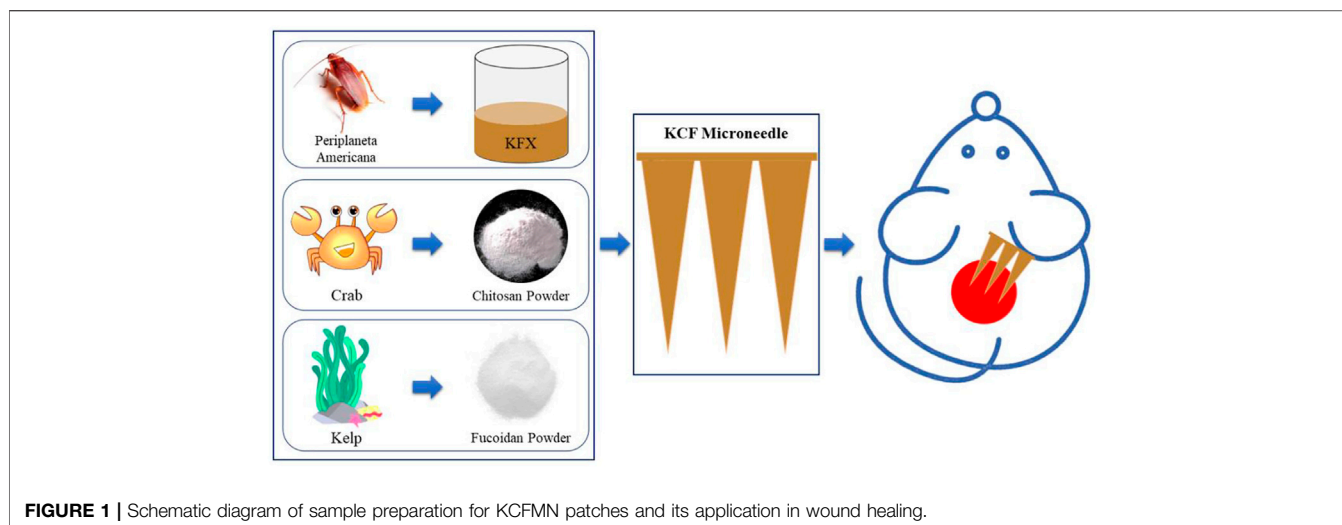 Periplaneta
Americana
KFX
Crab
Chitosan Powder
Kelp
Fucoidan Powder
KCF Microneedle
FIGURE 1 | Schematic diagram of sample preparation for KCFMN patches and its application in wound healing.